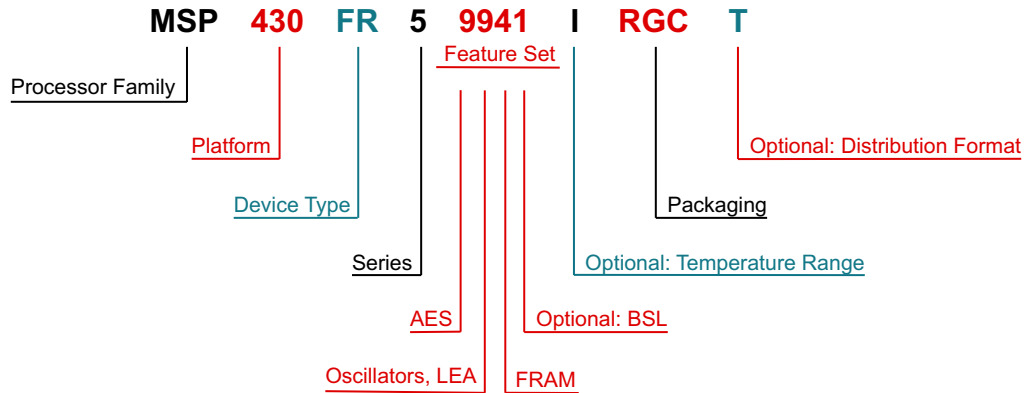 MSP 430 FR 5 9941 I RGC T
Feature Set
Processor Family
Platform
Optional: Distribution Format
Device Type
Packaging
Series
Optional: Temperature Range
AES
Optional: BSL
Oscillators, LEA
FRAM